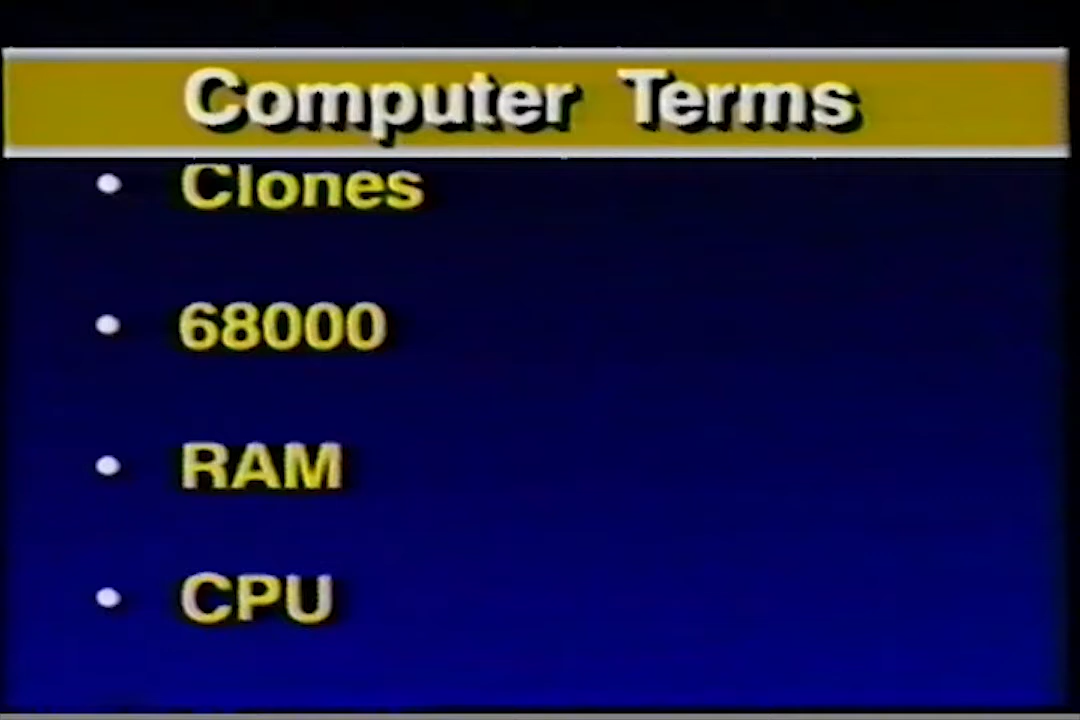 Computer Terms
• Clones
• 68000
• RAM
• CPU